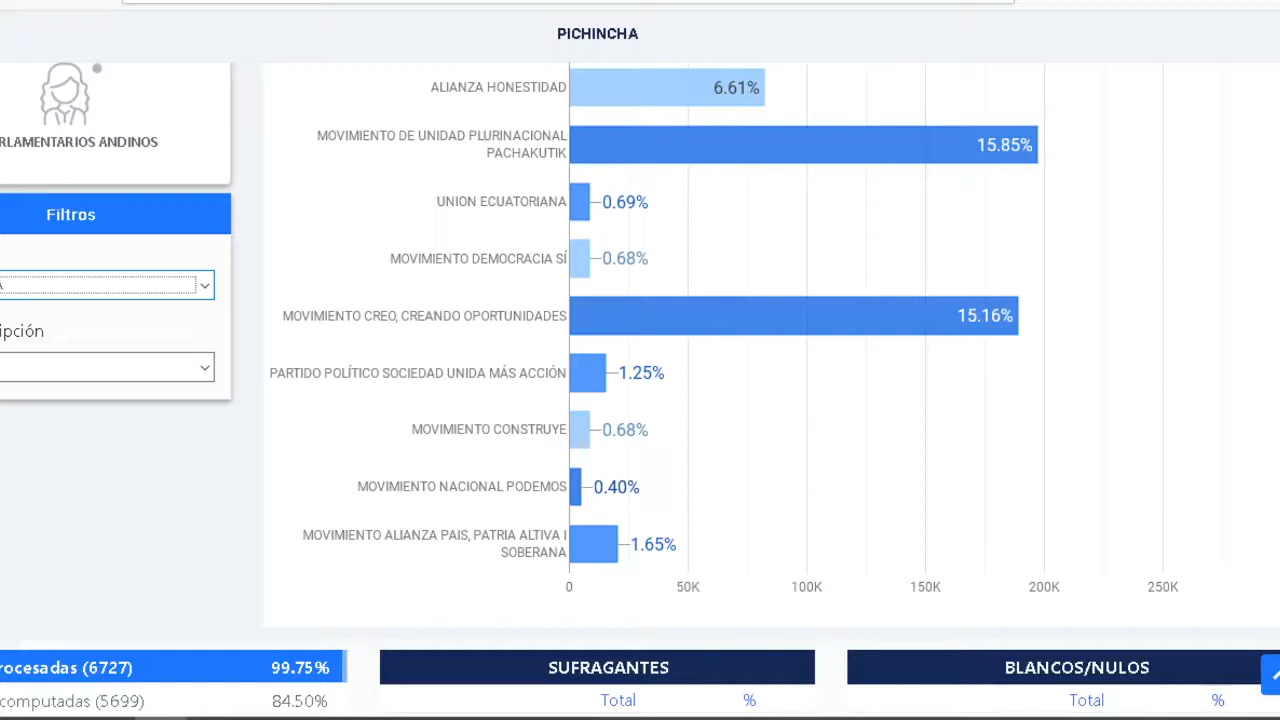 PICHINCHA
RLAMENTARIOS ANDINOS
Filtros
ipción
ALIANZA HONESTIDAD
6.61%
MOVIMIENTO DE UNIDAD PLURINACIONAL
PACHAKUTIK
15.85%
UNION ECUATORIANA
0.69%
MOVIMIENTO DEMOCRACIA SÍ
0.68%
MOVIMIENTO CREO, CREANDO OPORTUNIDADES
15.16%
PARTIDO POLÍTICO SOCIEDAD UNIDA MÁS ACCIÓN
1.25%
MOVIMIENTO CONSTRUYE
0.68%
MOVIMIENTO NACIONAL PODEMOS
0.40%
MOVIMIENTO ALIANZA PAIS, PATRIA ALTIVA I
SOBERANA
1.65%
0 50K 100K 150K 200K 250K
rocesadas (6727) 99.75%
computadas (5699) 84.50%
SUFRAGANTES
Total %
BLANCOS/NULOS
Total %